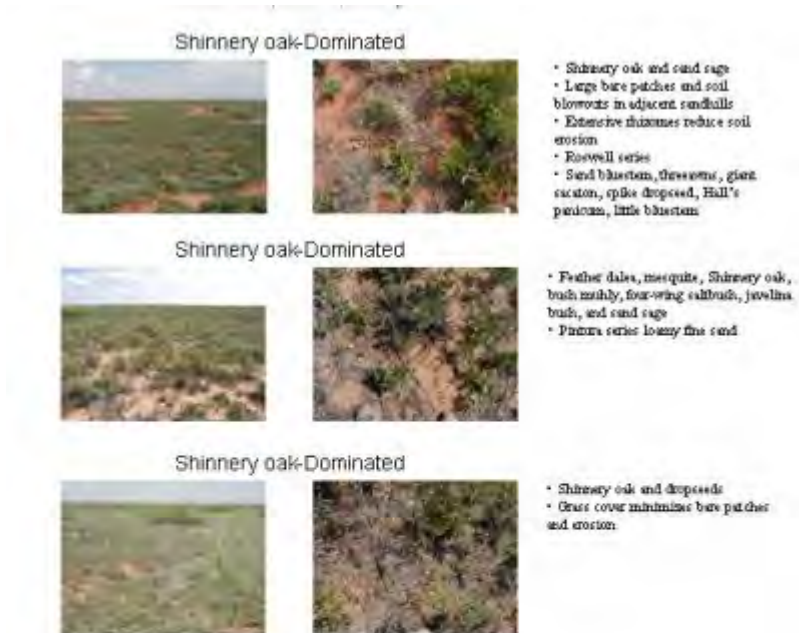 Shinnery oak-Dominated
• Shinnery oak and sand sage
• Large bare patches and soil
blowouts in adjacent sandhills
• Extensive rhizomes reduce soil
erosion
• Roswell series
• Sand bluestem, threeawns, giant
sacaton, spike dropseed, Hall's
panicum, little bluestem
Shinnery oak-Dominated
• Feather dalea, mesquite, Shinnery oak,
bush muhly, four-wing saltbush, javelina
bush, and sand sage
• Pintura series loamy fine sand
Shinnery oak-Dominated
• Shinnery oak and dropseeds
• Grass cover minimizes bare patches
and erosion